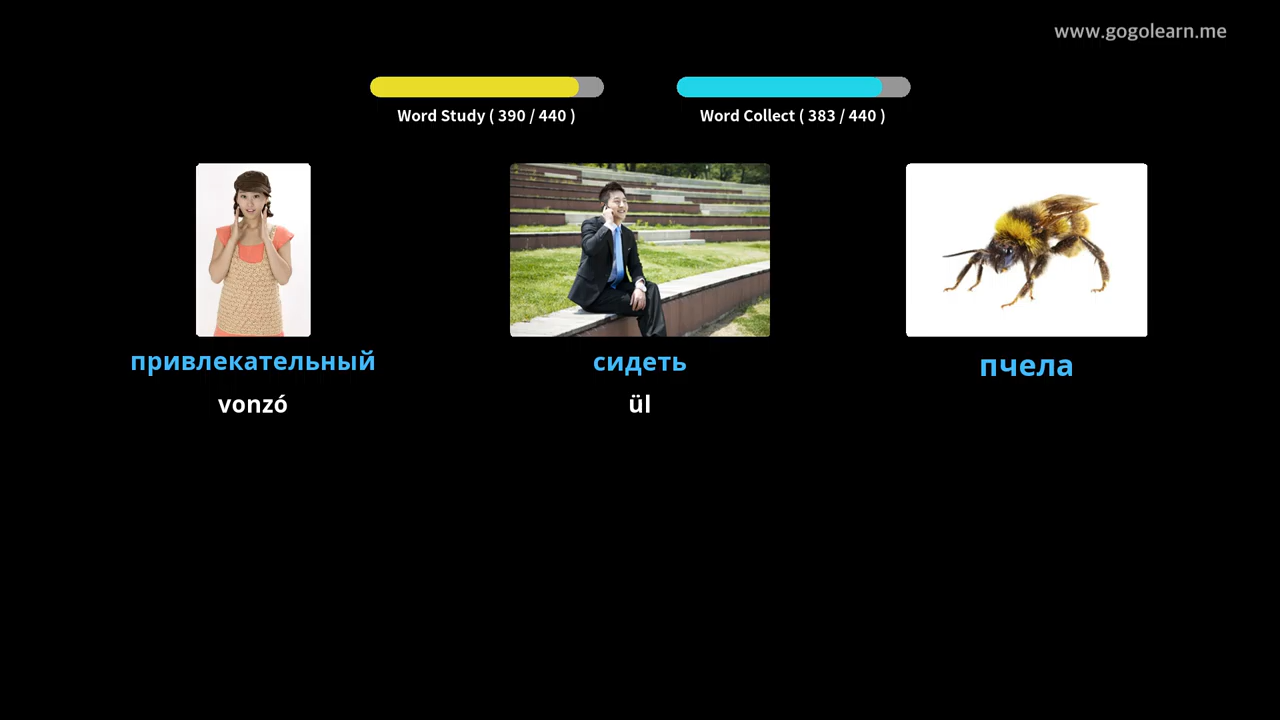 www.gogolearn.me
Word Study ( 390 / 440 )
Word Collect ( 383 / 440 )
привлекательный
сидеть
пчела
vonzó
ül